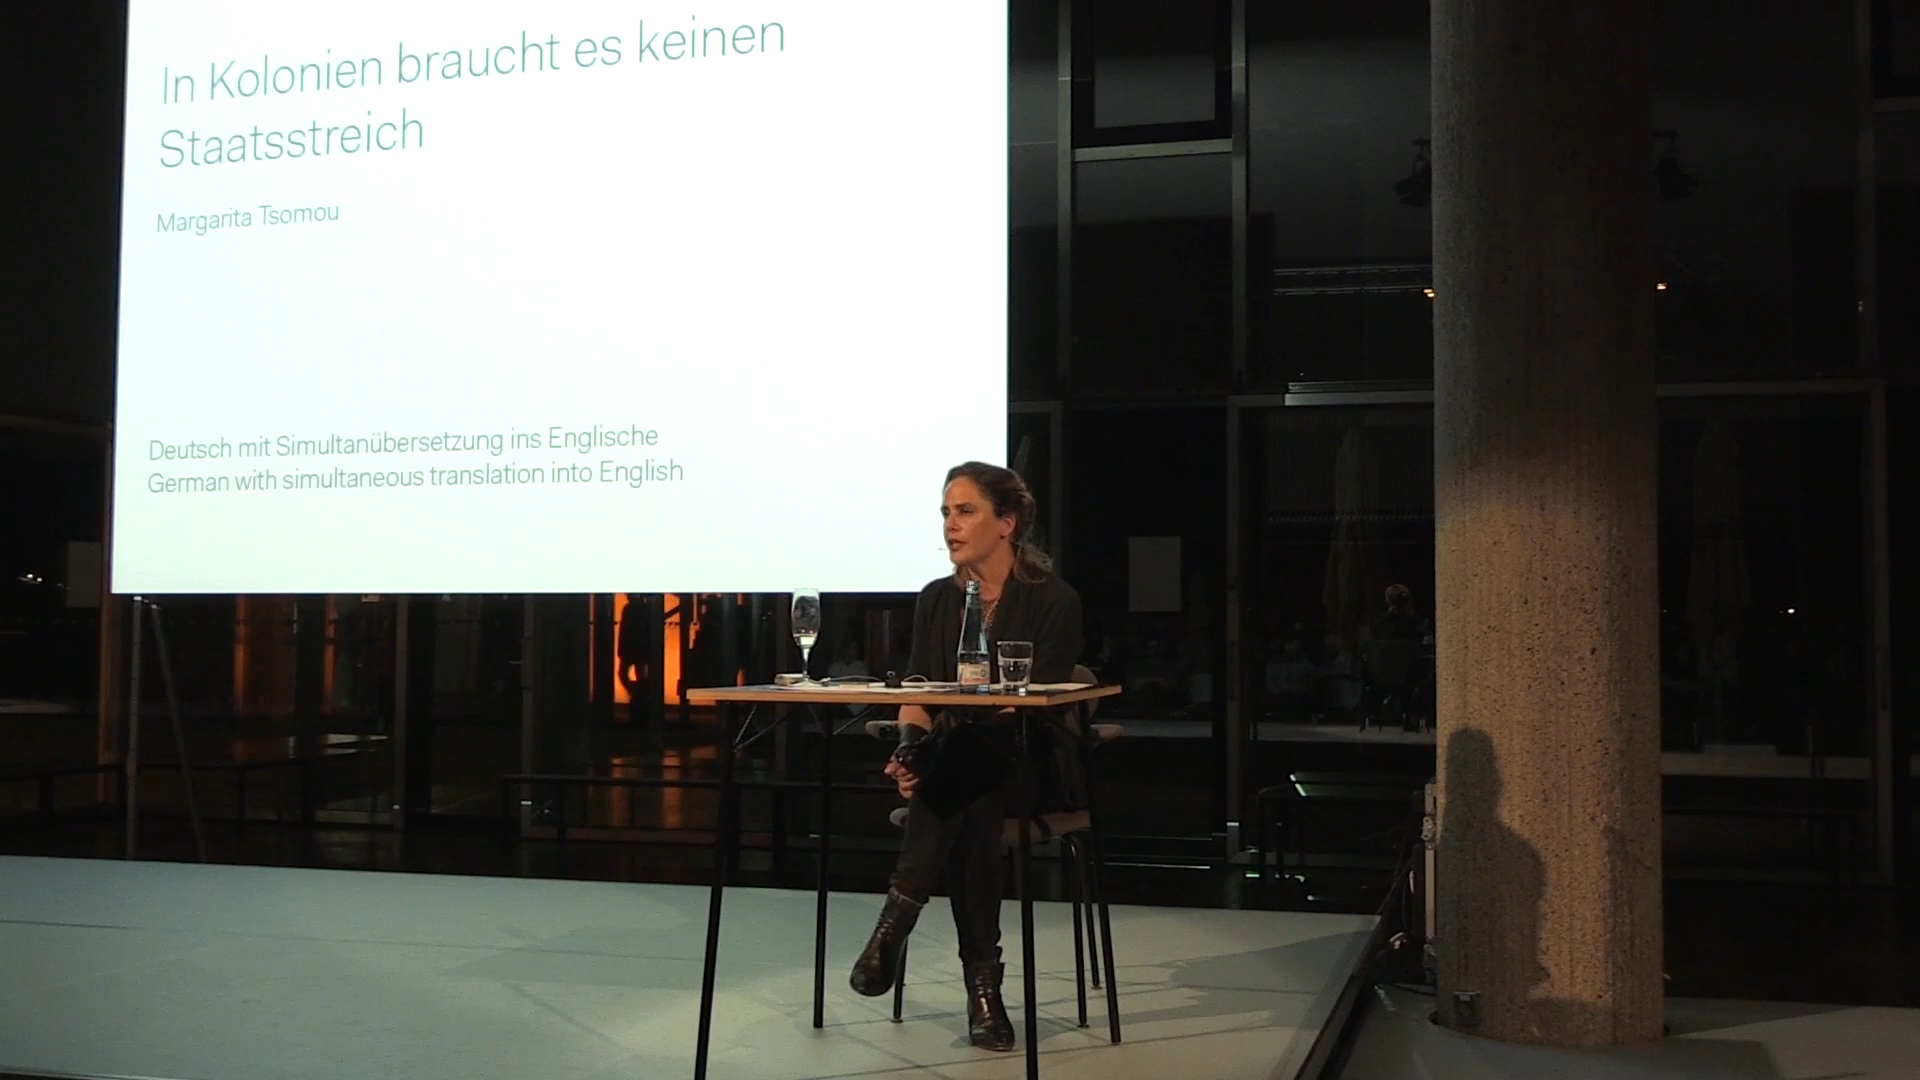 In Kolonien braucht es keinen
Staatsstreich
Margarita Tsomou
Deutsch mit Simultanübersetzung ins Englische
German with simultaneous translation into English